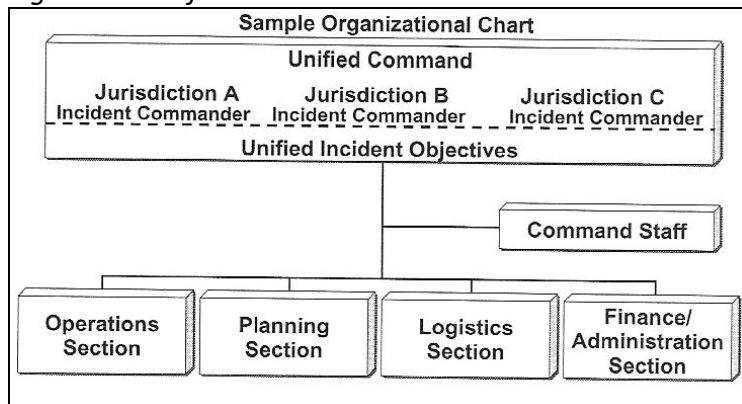 Sample Organizational Chart
Unified Command
Jurisdiction A
Incident Commander
Jurisdiction B
Incident Commander
Jurisdiction C
Incident Commander
Unified Incident Objectives
Command Staff
Operations
Section
Planning
Section
Logistics
Section
Finance/
Administration
Section